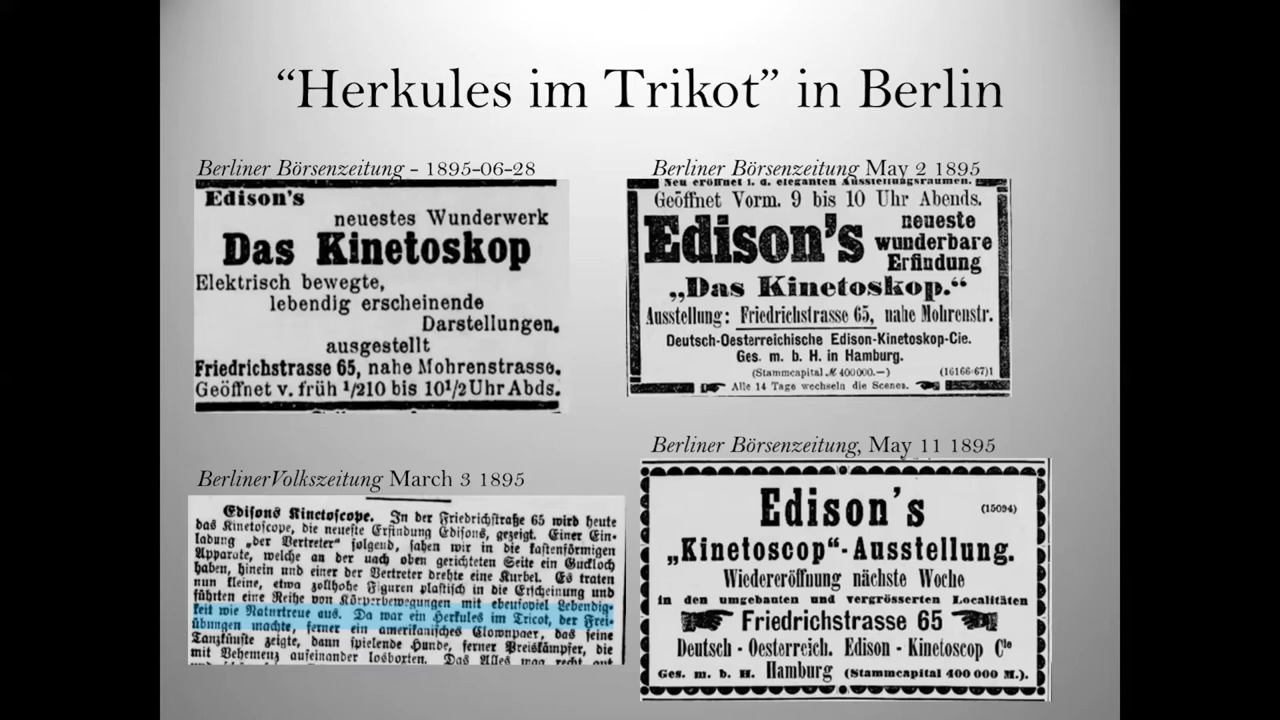 “Herkules im Trikot” in Berlin
Berliner Börsenzeitung - 1895-06-28
Edison's
neuestes Wunderwerk
Das Kinetoskop
Elektrisch bewegte,
lebendig erscheinende
Darstellungen,
ausgestellt
Friedrichstrasse 65, nahe Mohrenstrasse.
Geöffnet v. früh ½10 bis 10½ Uhr Abds.
Berliner Börsenzeitung May 2 1895
Neu eröffnet i. d. eleganten Ausstellungsräumen.
Geöffnet Vorm. 9 bis 10 Uhr Abends.
Edison's neueste
wunderbare
Erfindung
„Das Kinetoskop.“
Ausstellung: Friedrichstrasse 65, nahe Mohrenstr.
Deutsch-Oesterreichische Edison-Kinetoskop-Cie.
Ges. m. b. H. in Hamburg.
(Stammcapital ℳ 400000.—) (16166-67)1
Alle 14 Tage wechseln die Scenes.
BerlinerVolkszeitung March 3 1895
Edisons Kinetoscope. In der Friedrichstraße 65 wird heute
das Kinetoscope, die neueste Erfindung Edisons, gezeigt. Einer Ein-
ladung „der Vertreter“ folgend, sahen wir in die kastenförmigen
Apparate, welche an der nach oben gerichteten Seite ein Guckloch
haben, hinein und einer der Vertreter drehte eine Kurbel. Es traten
nun kleine, etwa zollhohe Figuren plastisch in die Erscheinung und
führten eine Reihe von Körperbewegungen mit ebensoviel Lebendig-
keit wie Naturtreue aus. Da war ein Herkules im Tricot, der Frei-
übungen machte, ferner ein amerikanisches Clownpaar, das seine
Tanzkünste zeigte, dann spielende Hunde, ferner Preiskämpfer, die
mit Vehemenz aufeinander losboxten. Das Alles
Berliner Börsenzeitung, May 11 1895
Edison's (15094)
„Kinetoscop“-Ausstellung.
Wiedereröffnung nächste Woche
in den umgebauten und vergrösserten Localitäten
Friedrichstrasse 65
Deutsch - Oesterreich. Edison - Kinetoscop Cie
Ges. m. b. H. Hamburg (Stammcapital 400 000 M.).